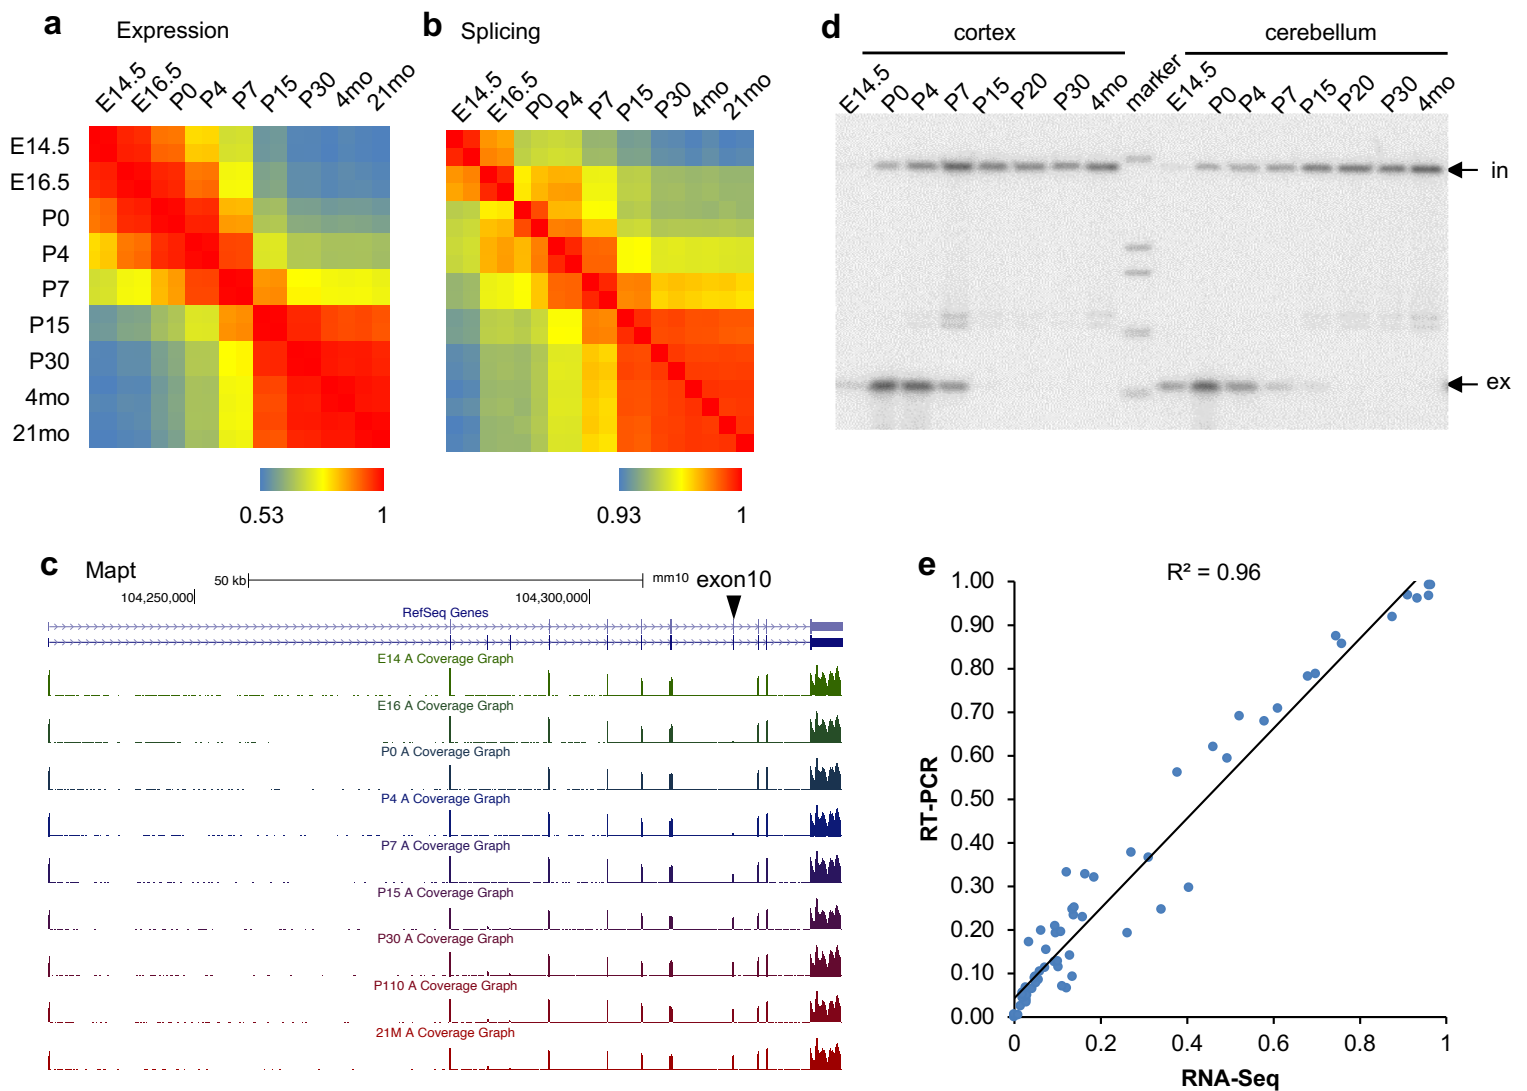 a Expression
E14.5 E16.5 P0 P4 P7 P15 P30 4mo 21mo
E14.5
E16.5
P0
P4
P7
P15
P30
4mo
21mo
0.53 1
b Splicing
E14.5 E16.5 P0 P4 P7 P15 P30 4mo 21mo
0.93 1
c Mapt
50 kb mm10 exon10
104,250,000 104,300,000
RefSeq Genes
E14 A Coverage Graph
E16 A Coverage Graph
P0 A Coverage Graph
P4 A Coverage Graph
P7 A Coverage Graph
P15 A Coverage Graph
P30 A Coverage Graph
P110 A Coverage Graph
21M A Coverage Graph
d cortex cerebellum
E14.5 P0 P4 P7 P15 P20 P30 4mo marker E14.5 P0 P4 P7 P15 P20 P30 4mo
in
ex
e R² = 0.96
1.00
0.90
0.80
0.70
0.60
0.50
0.40
0.30
0.20
0.10
0.00
RT-PCR
0 0.2 0.4 0.6 0.8 1
RNA-Seq